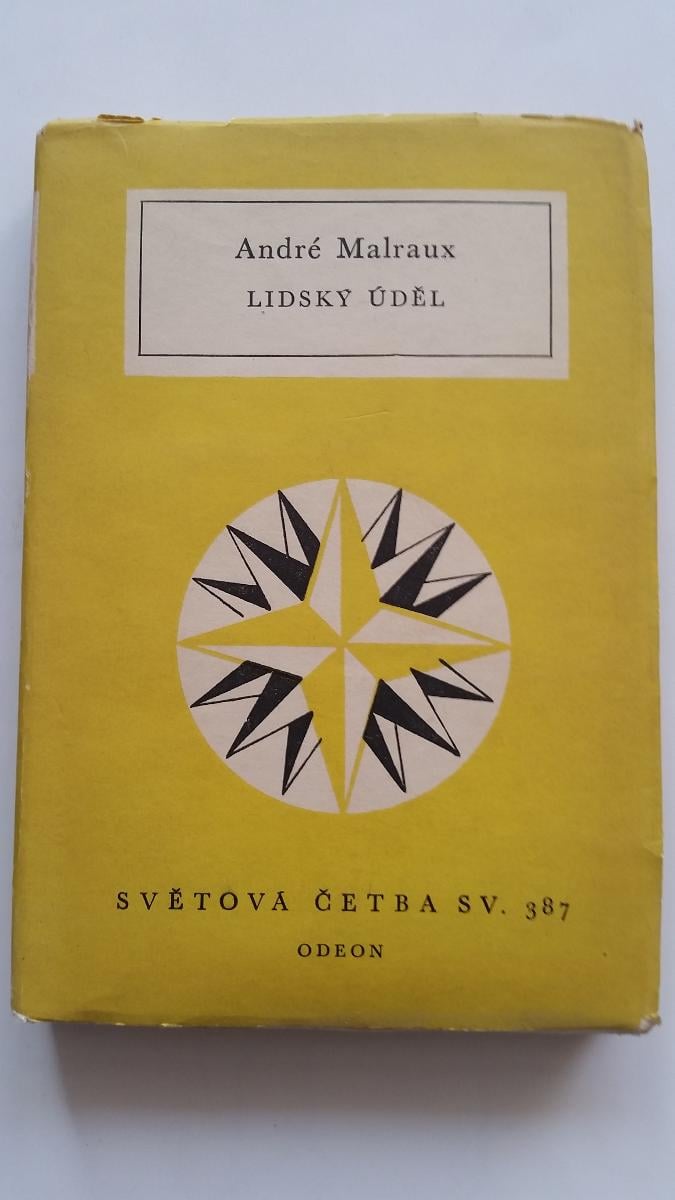 André Malraux
LIDSKÝ ÚDĚL
SVĚTOVÁ ČETBA SV. 387
ODEON